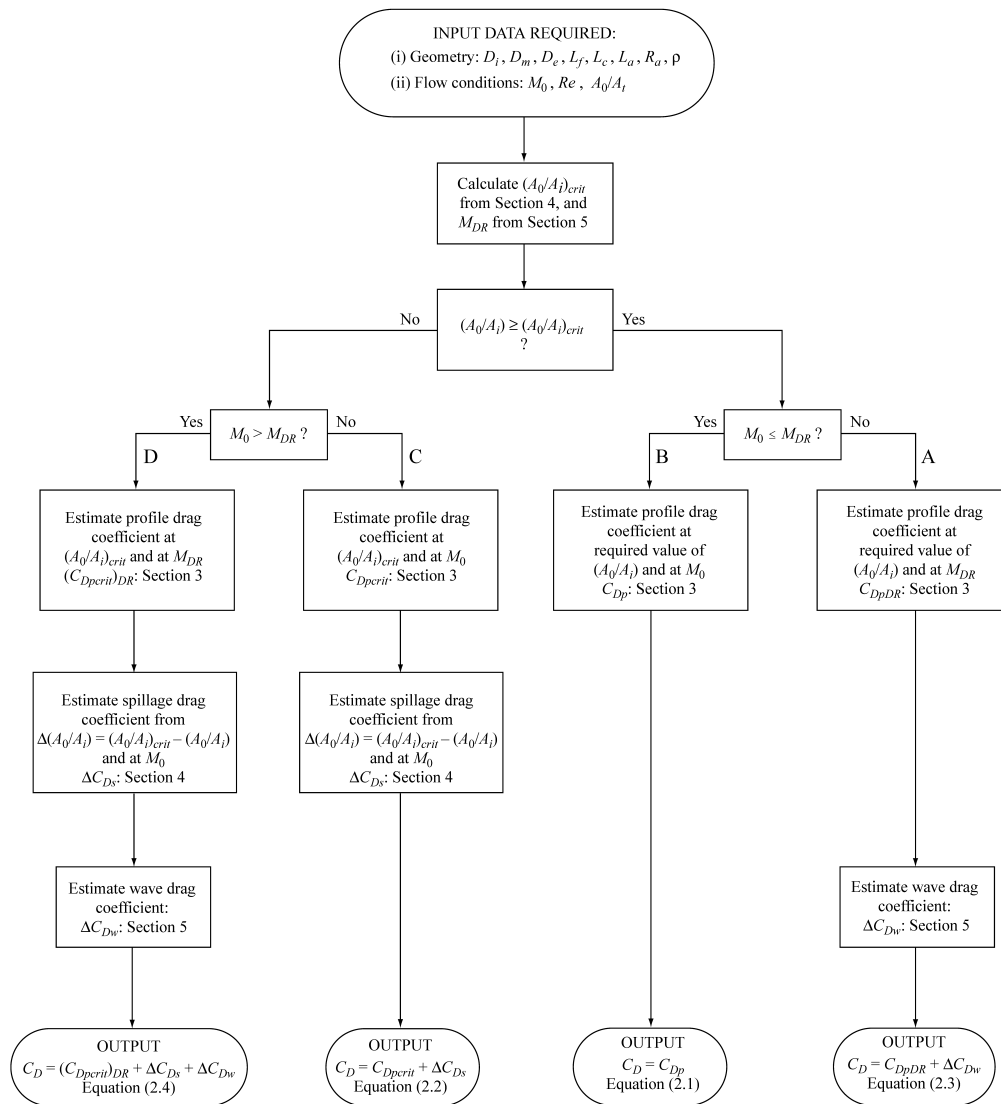 INPUT DATA REQUIRED:
(i) Geometry: D_i, D_m, D_e, L_f, L_c, L_a, R_a, ρ
(ii) Flow conditions: M_0, Re, A_0/A_t
Calculate (A_0/A_i)_crit
from Section 4, and
M_DR from Section 5
No
(A_0/A_i) ≥ (A_0/A_i)_crit
?
Yes
Yes
M_0 > M_DR ?
No
D
C
Yes
M_0 ≤ M_DR ?
No
B
A
Estimate profile drag
coefficient at
(A_0/A_i)_crit and at M_DR
(C_Dpcrit)_DR: Section 3
Estimate profile drag
coefficient at
(A_0/A_i)_crit and at M_0
C_Dpcrit: Section 3
Estimate profile drag
coefficient at
required value of
(A_0/A_i) and at M_0
C_Dp: Section 3
Estimate profile drag
coefficient at
required value of
(A_0/A_i) and at M_DR
C_DpDR: Section 3
Estimate spillage drag
coefficient from
Δ(A_0/A_i) = (A_0/A_i)_crit – (A_0/A_i)
and at M_0
ΔC_Ds: Section 4
Estimate spillage drag
coefficient from
Δ(A_0/A_i) = (A_0/A_i)_crit – (A_0/A_i)
and at M_0
ΔC_Ds: Section 4
Estimate wave drag
coefficient:
ΔC_Dw: Section 5
Estimate wave drag
coefficient:
ΔC_Dw: Section 5
OUTPUT
C_D = (C_Dpcrit)_DR + ΔC_Ds + ΔC_Dw
Equation (2.4)
OUTPUT
C_D = C_Dpcrit + ΔC_Ds
Equation (2.2)
OUTPUT
C_D = C_Dp
Equation (2.1)
OUTPUT
C_D = C_DpDR + ΔC_Dw
Equation (2.3)